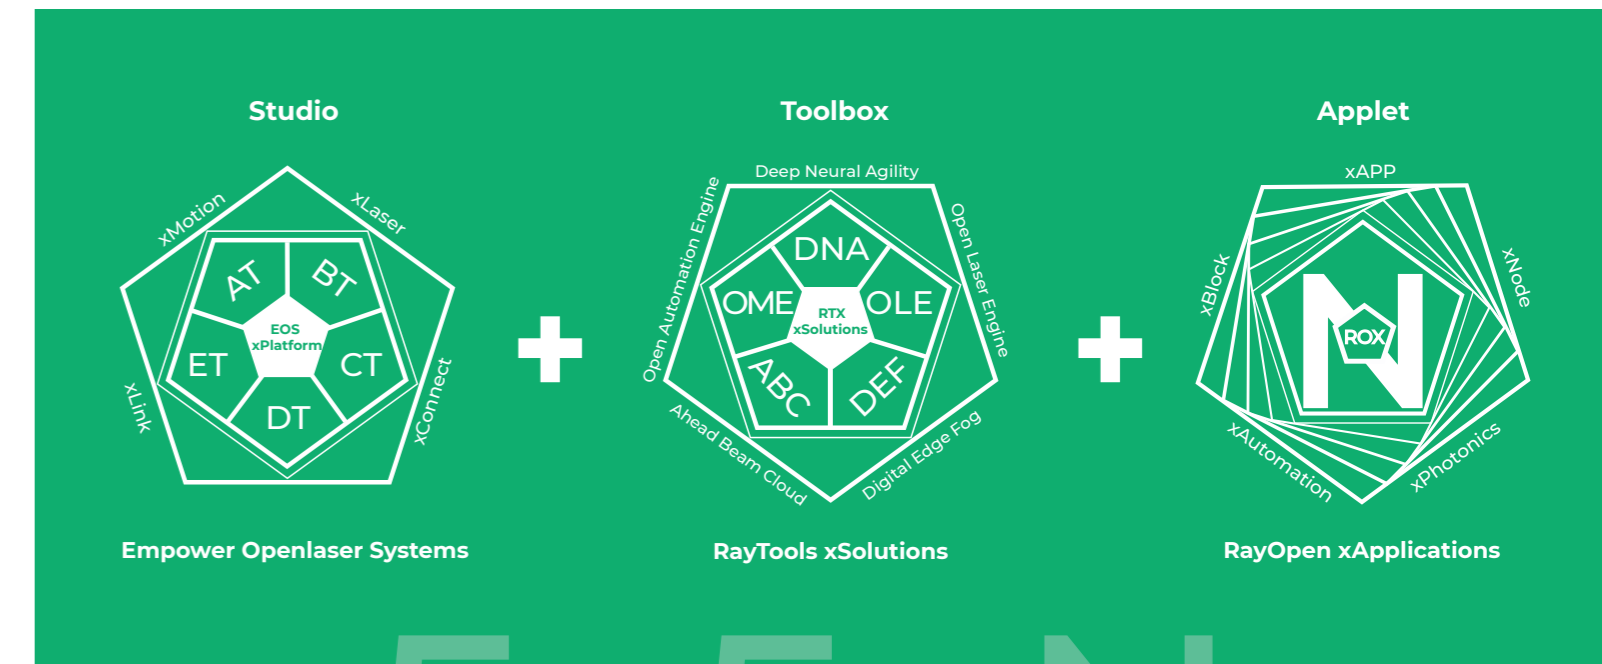 Studio
xMotion
xLaser
AT
BT
EOS
xPlatform
ET
CT
DT
xLink
xConnect
Empower Openlaser Systems
Toolbox
Deep Neural Agility
Open Automation Engine
Open Laser Engine
DNA
OME
OLE
RTX
xSolutions
ABC
DEF
Ahead Beam Cloud
Digital Edge Fog
RayTools xSolutions
Applet
xAPP
xBlock
xNode
N
ROX
xAutomation
xPhotonics
RayOpen xApplications